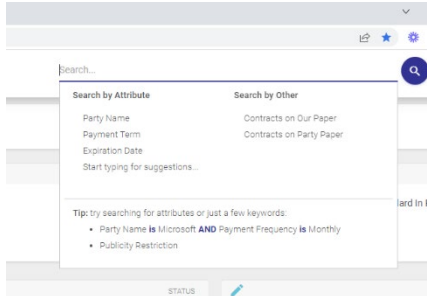 Search...
Search by Attribute
Search by Other
Party Name
Contracts on Our Paper
Payment Term
Contracts on Party Paper
Expiration Date
Start typing for suggestions...
Tip: try searching for attributes or just a few keywords:
• Party Name is Microsoft AND Payment Frequency is Monthly
• Publicity Restriction
STATUS